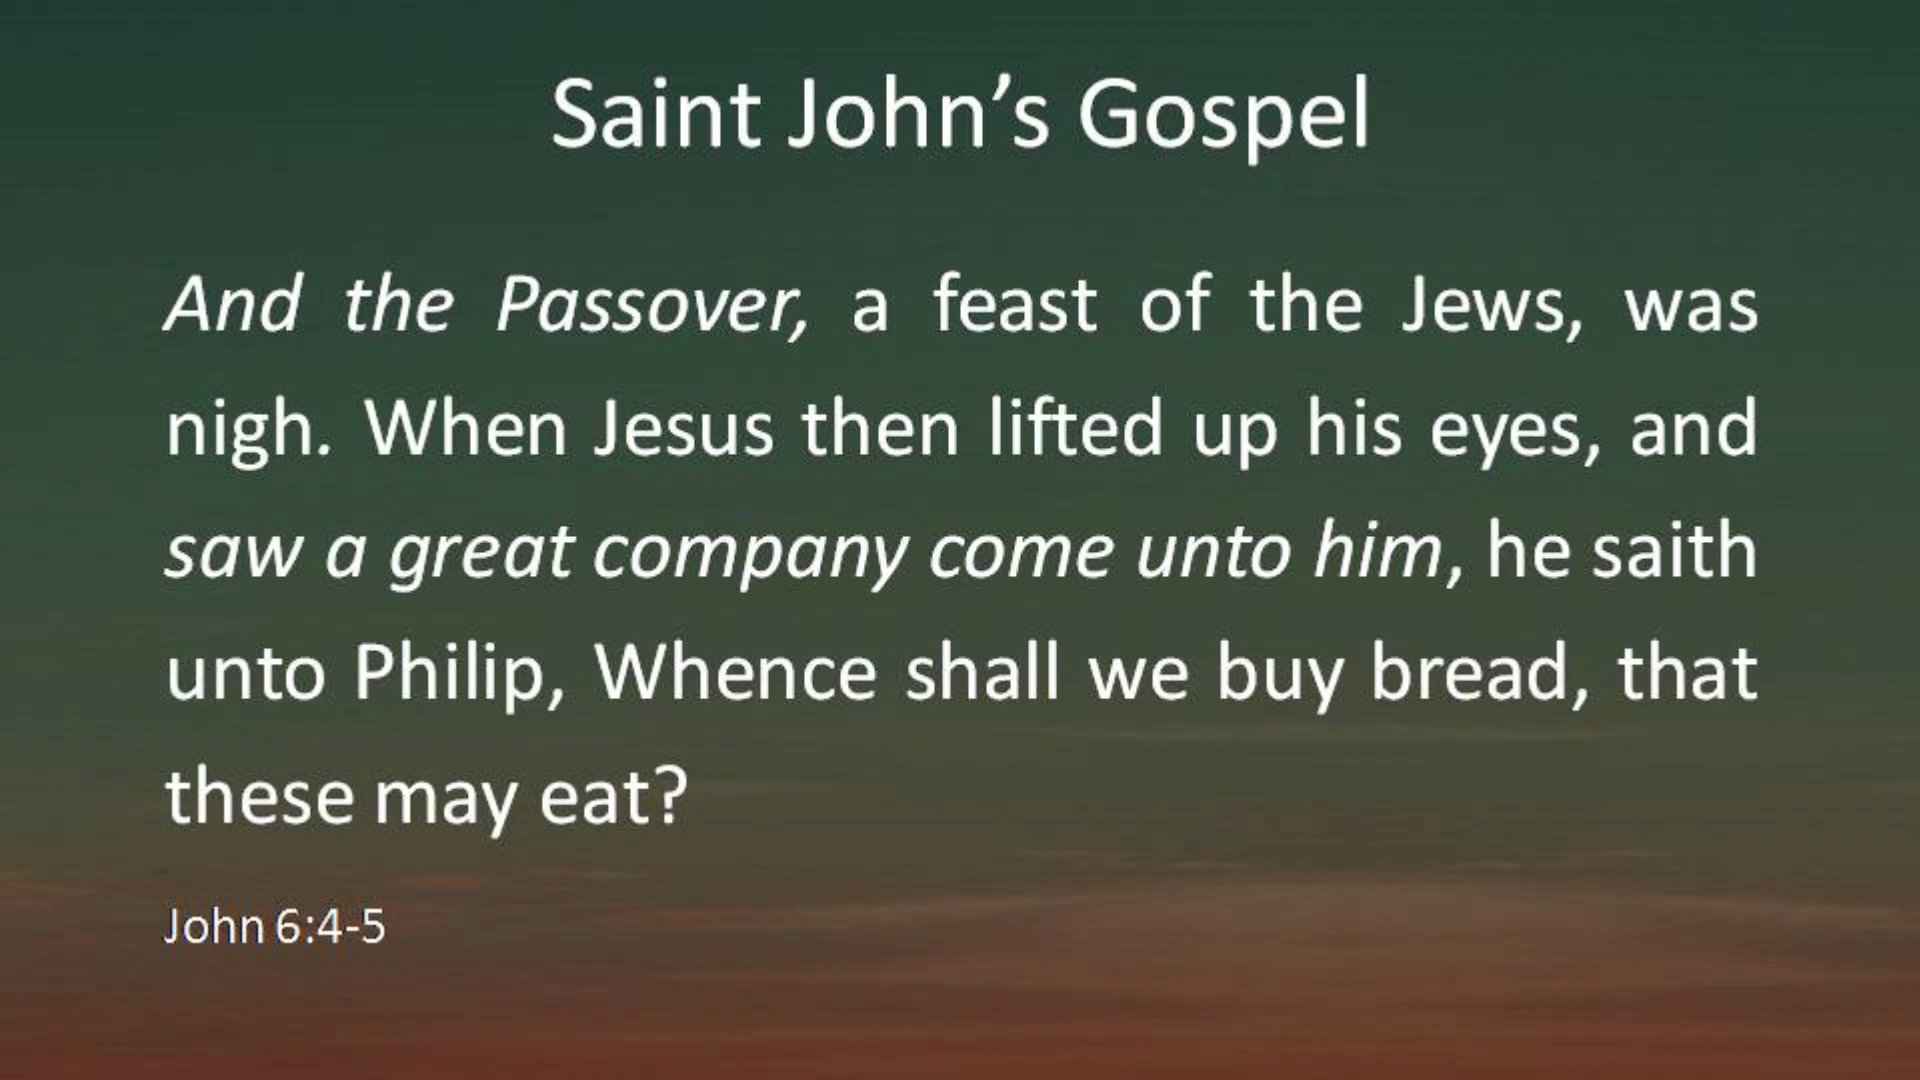 Saint John’s Gospel
And the Passover, a feast of the Jews, was
nigh. When Jesus then lifted up his eyes, and
saw a great company come unto him, he saith
unto Philip, Whence shall we buy bread, that
these may eat?
John 6:4-5